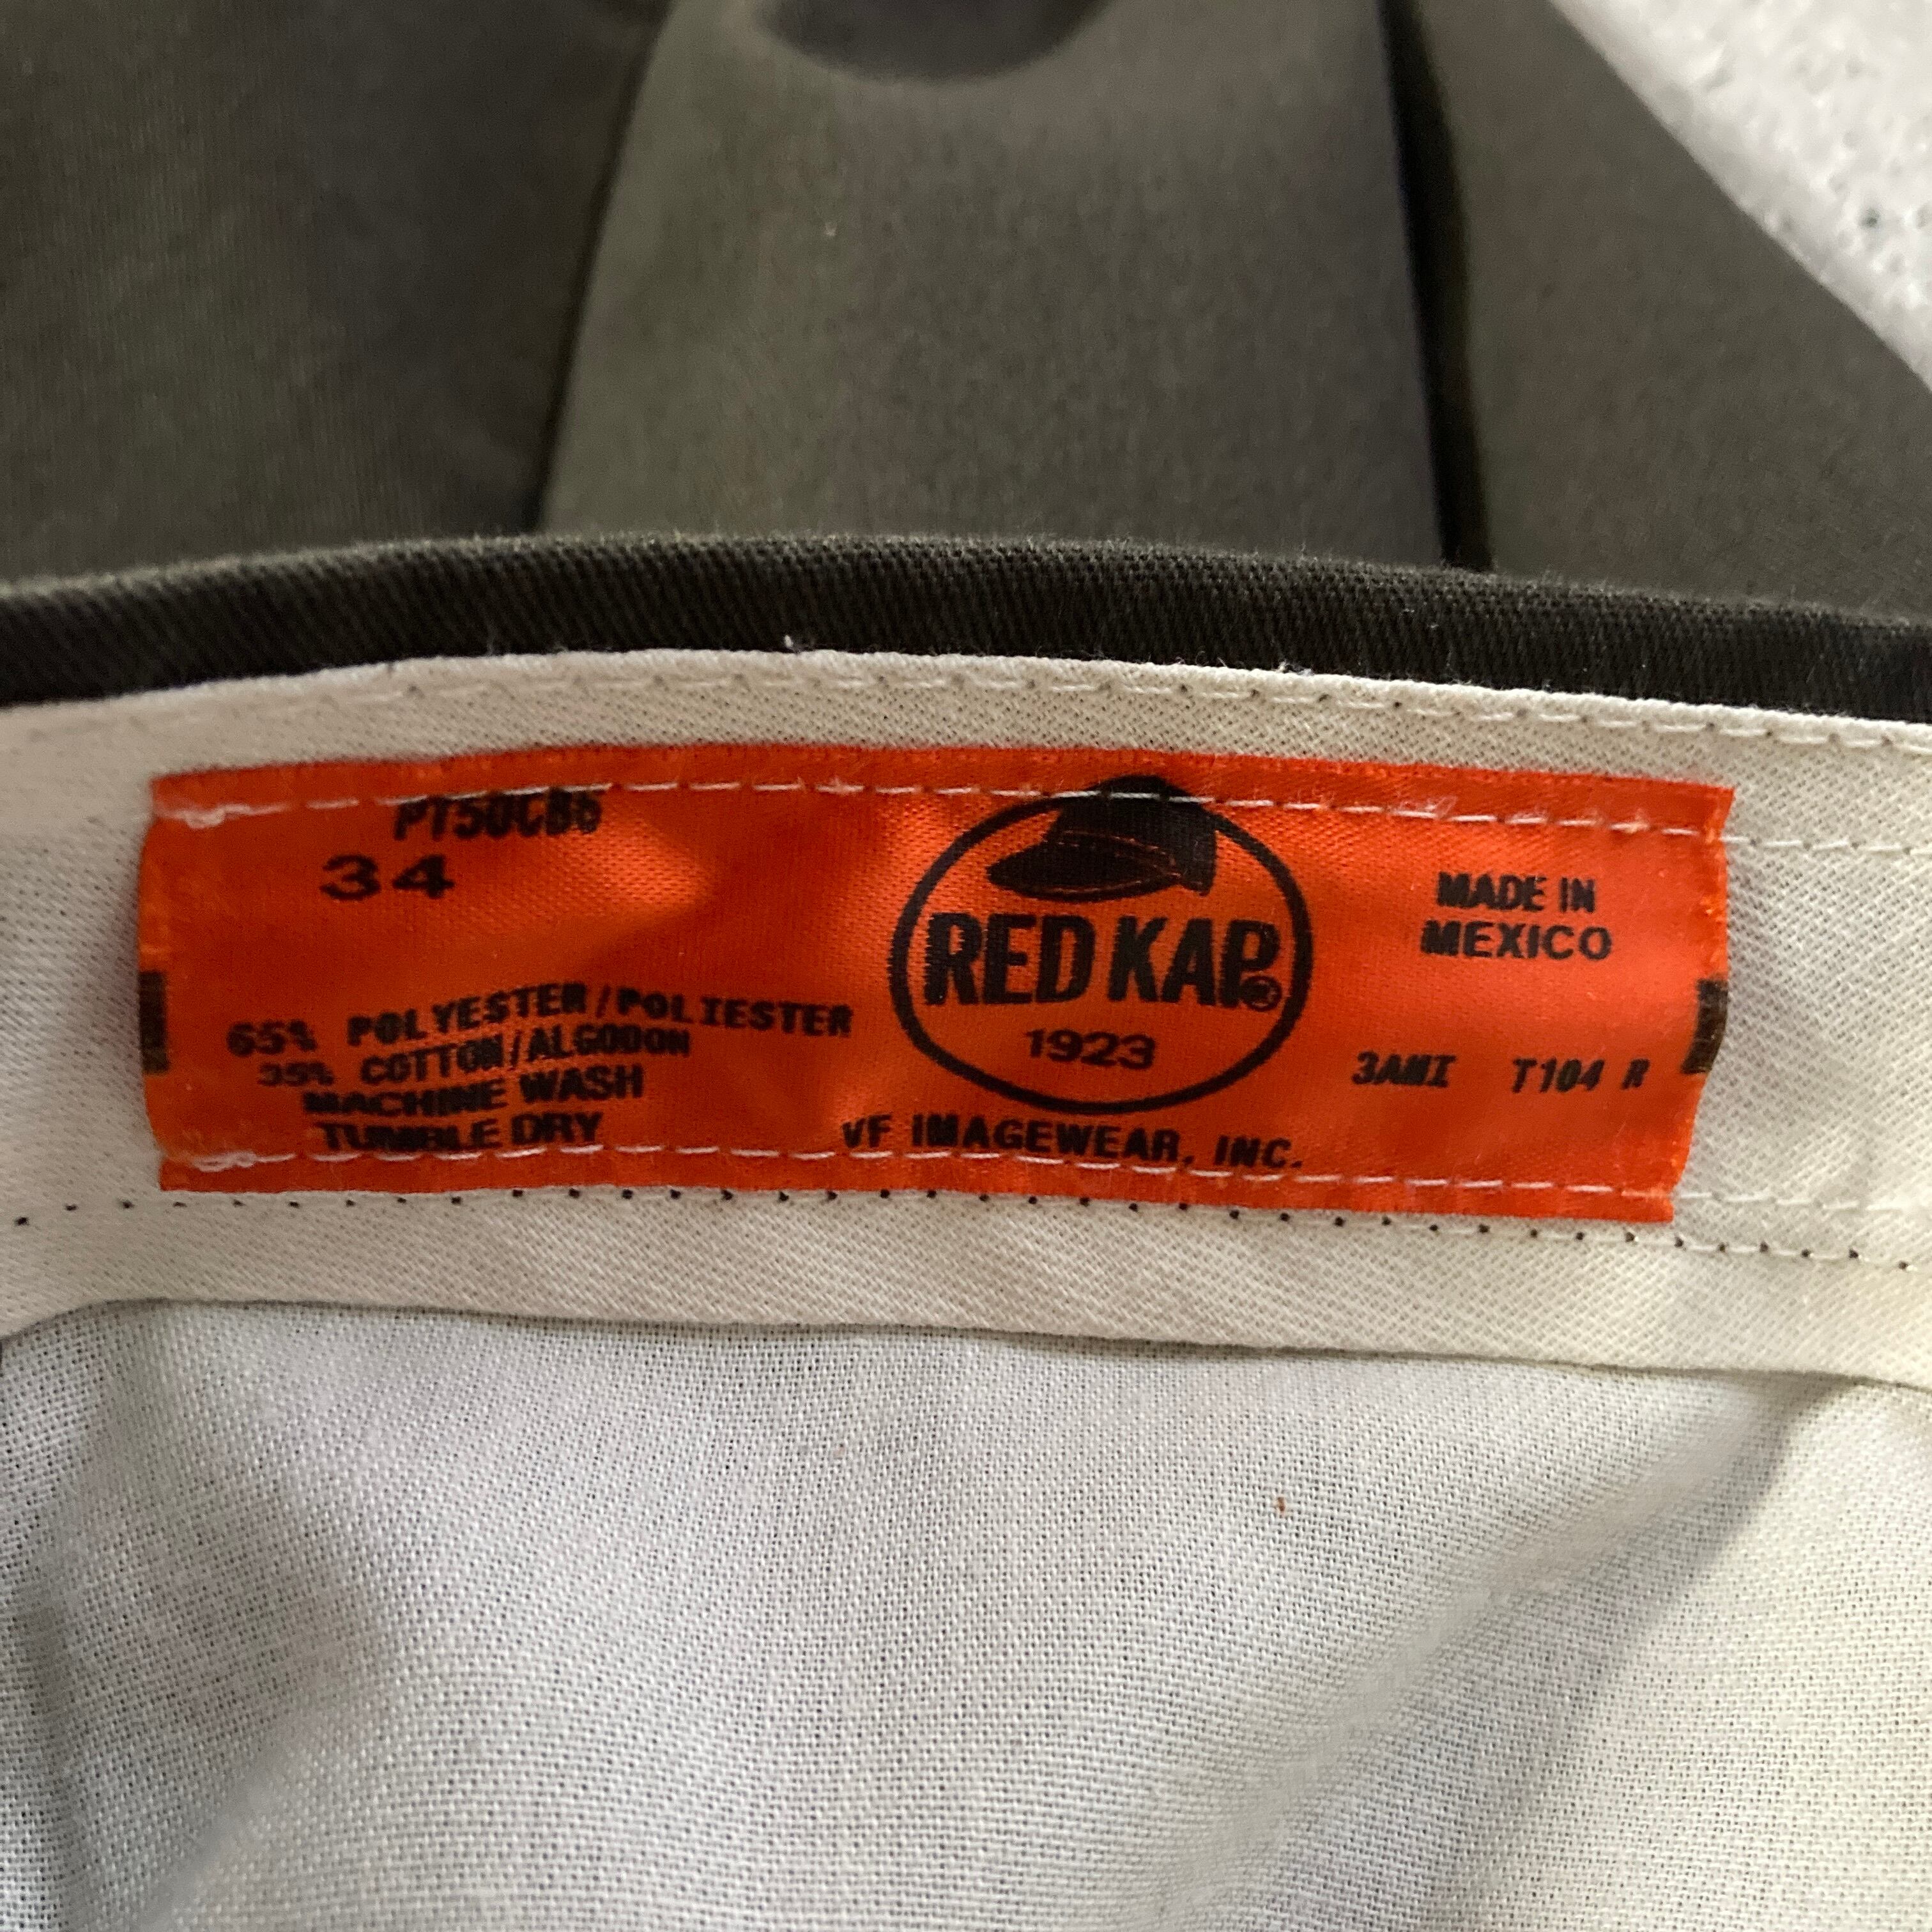 PT50CB6
34
65% POLYESTER/POLIESTER
35% COTTON/ALGODON
MACHINE WASH
TUMBLE DRY
RED KAP®
1923
VF IMAGEWEAR, INC.
MADE IN
MEXICO
3AMI T104 R